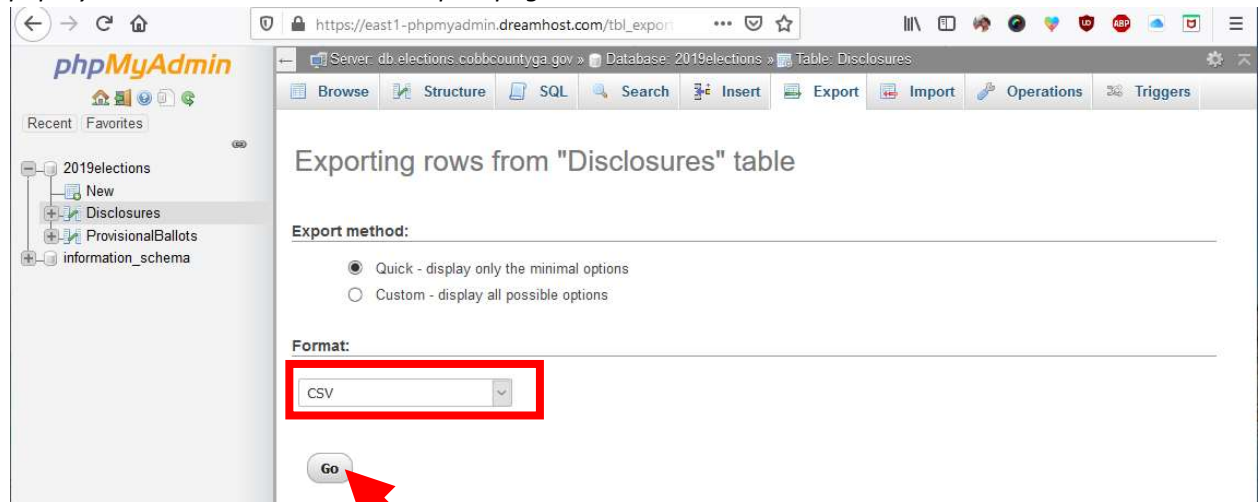 https://east1-phpmyadmin.dreamhost.com/tbl_export
phpMyAdmin
Recent Favorites
2019elections
New
Disclosures
ProvisionalBallots
information_schema
Server: db.elections.cobbcountyga.gov » Database: 2019elections » Table: Disclosures
Browse Structure SQL Search Insert Export Import Operations Triggers
Exporting rows from "Disclosures" table
Export method:
Quick - display only the minimal options
Custom - display all possible options
Format:
CSV
Go